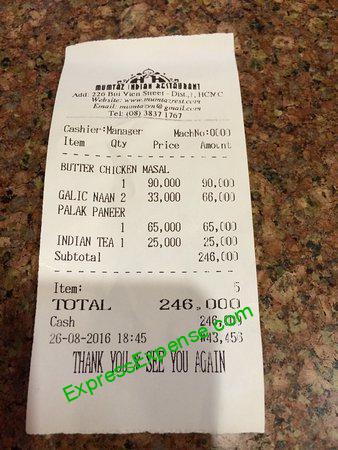 MUMTAZ INDIAN RESTAURANT
Add: 226 Bui Vien Street - Dist.,1, HCMC
Website: www.mumtazrest.com
Email: mumtazvn@gmail.com
Tel: (08) 3837 1767
Cashier:Manager MachNo:0000
Item Qty Price Amount
BUTTER CHICKEN MASAL
1 90,000 90,000
GALIC NAAN 2 33,000 66,000
PALAK PANEER
1 65,000 65,000
INDIAN TEA 1 25,000 25,000
Subtotal 246,000
Item: 5
TOTAL 246,000
Cash 246,000
26-08-2016 18:45 #43,456
THANK YOU & SEE YOU AGAIN
ExpressExpense.com